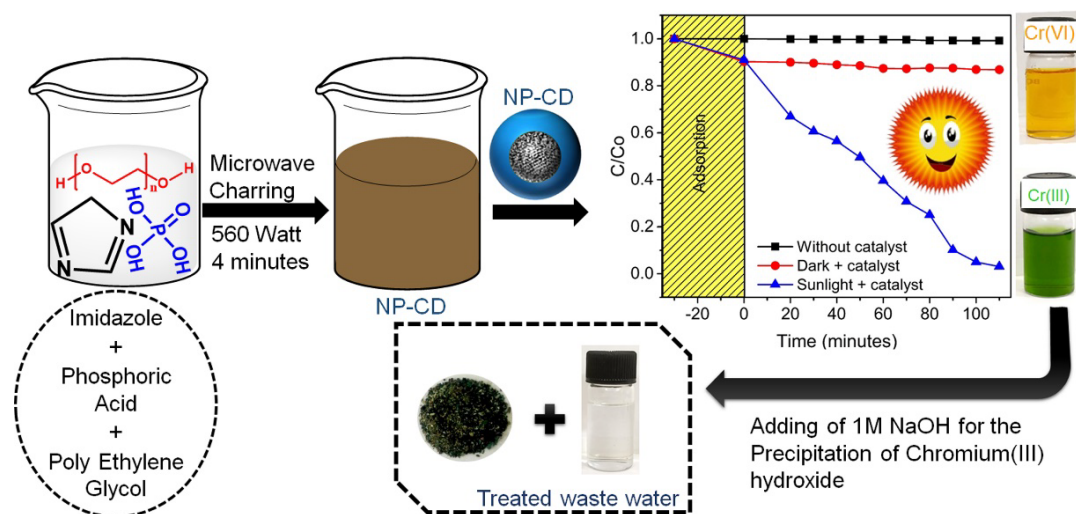 H
O
O
H
n
N
N
HO
O
P
OH
OH
Microwave
Charring
560 Watt
4 minutes
NP-CD
Imidazole
+
Phosphoric
Acid
+
Poly Ethylene
Glycol
NP-CD
C/Co
1.0
0.8
0.6
0.4
0.2
0.0
Adsorption
Without catalyst
Dark + catalyst
Sunlight + catalyst
-20 0 20 40 60 80 100
Time (minutes)
Cr(VI)
Cr(III)
Adding of 1M NaOH for the
Precipitation of Chromium(III)
hydroxide
+
Treated waste water